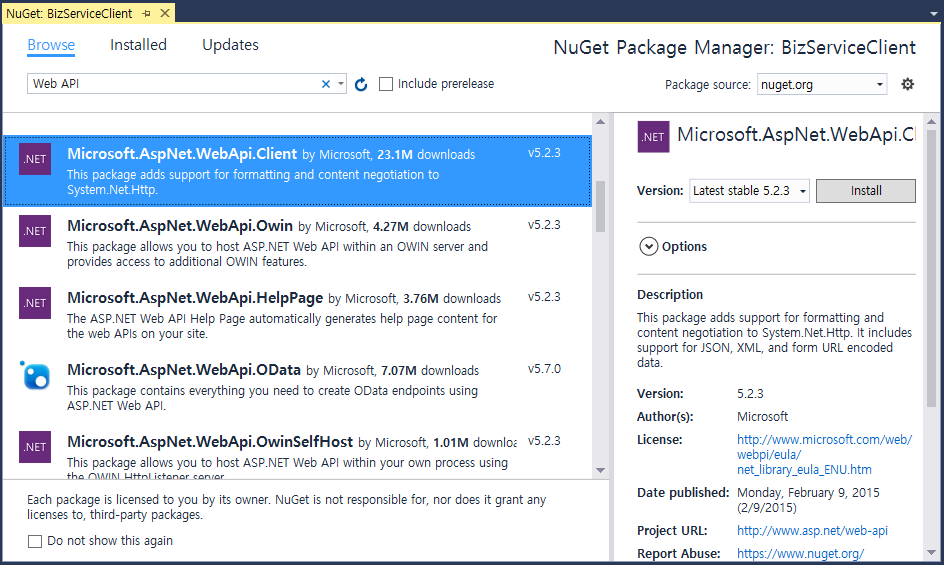 NuGet: BizServiceClient
Browse Installed Updates
NuGet Package Manager: BizServiceClient
Web API
Include prerelease
Package source: nuget.org
.NET
Microsoft.AspNet.WebApi.Client by Microsoft, 23.1M downloads v5.2.3
This package adds support for formatting and content negotiation to
System.Net.Http.
.NET
Microsoft.AspNet.WebApi.Owin by Microsoft, 4.27M downloads v5.2.3
This package allows you to host ASP.NET Web API within an OWIN server and
provides access to additional OWIN features.
.NET
Microsoft.AspNet.WebApi.HelpPage by Microsoft, 3.76M downloads v5.2.3
The ASP.NET Web API Help Page automatically generates help page content for
the web APIs on your site.
Microsoft.AspNet.WebApi.OData by Microsoft, 7.07M downloads v5.7.0
This package contains everything you need to create OData endpoints using
ASP.NET Web API.
.NET
Microsoft.AspNet.WebApi.OwinSelfHost by Microsoft, 1.01M downloa v5.2.3
This package allows you to host ASP.NET Web API within your own process using
the OWIN HttpListener server.
Each package is licensed to you by its owner. NuGet is not responsible for, nor does it grant any
licenses to, third-party packages.
Do not show this again
.NET
Microsoft.AspNet.WebApi.Cl
Version: Latest stable 5.2.3 Install
Options
Description
This package adds support for formatting and
content negotiation to System.Net.Http. It includes
support for JSON, XML, and form URL encoded
data.
Version: 5.2.3
Author(s): Microsoft
License: http://www.microsoft.com/web/
webpi/eula/
net_library_eula_ENU.htm
Date published: Monday, February 9, 2015
(2/9/2015)
Project URL: http://www.asp.net/web-api
Report Abuse: https://www.nuget.org/